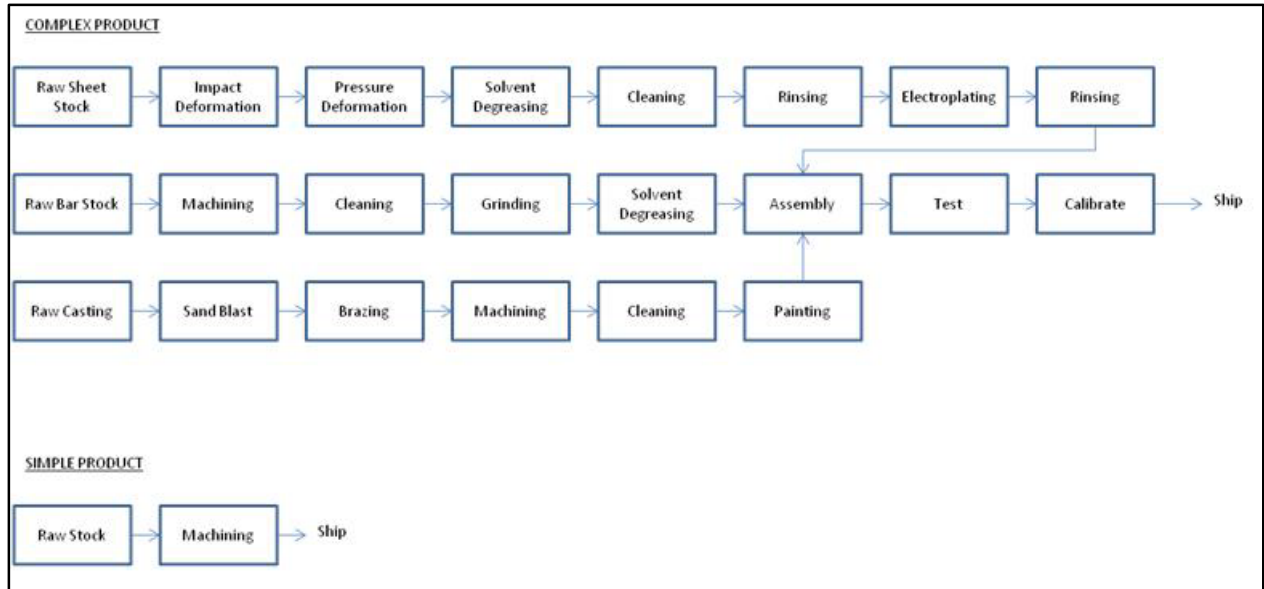 COMPLEX PRODUCT
Raw Sheet
Stock
Impact
Deformation
Pressure
Deformation
Solvent
Degreasing
Cleaning
Rinsing
Electroplating
Rinsing
Raw Bar Stock
Machining
Cleaning
Grinding
Solvent
Degreasing
Assembly
Test
Calibrate
Ship
Raw Casting
Sand Blast
Brazing
Machining
Cleaning
Painting
SIMPLE PRODUCT
Raw Stock
Machining
Ship